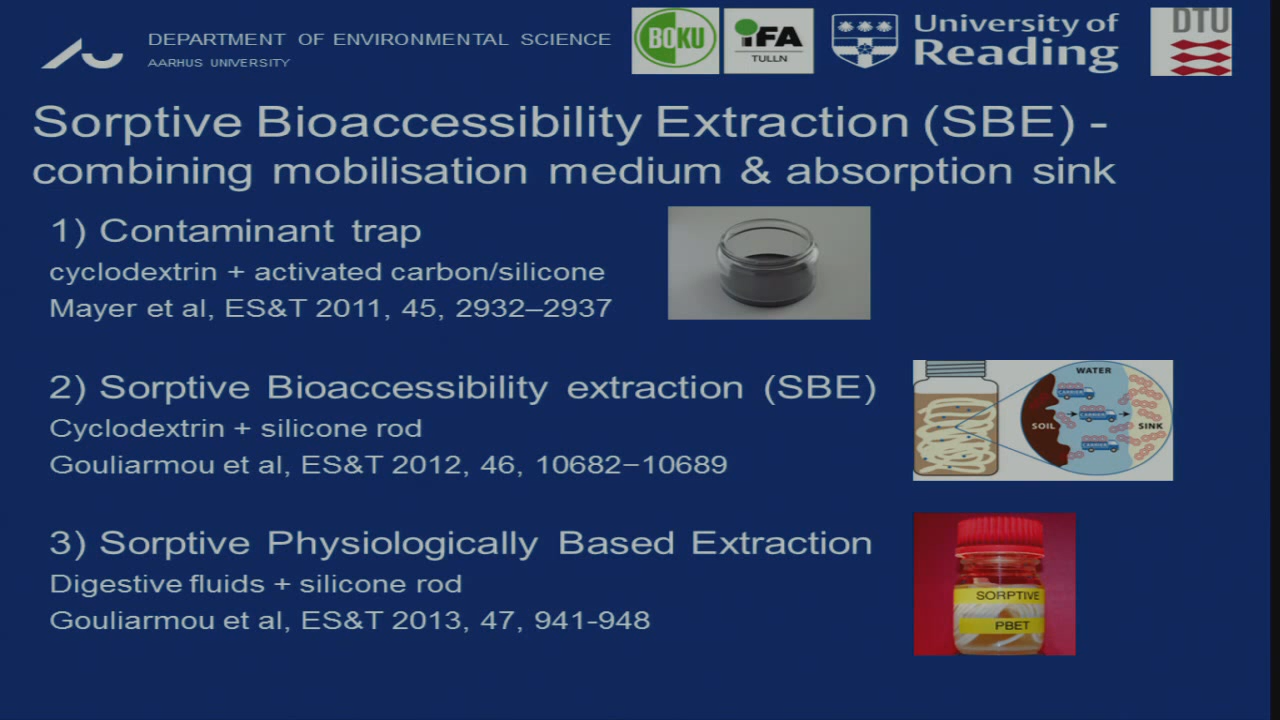 DEPARTMENT OF ENVIRONMENTAL SCIENCE
AARHUS UNIVERSITY
BOKU
iFA
TULLN
University of
Reading
DTU
Sorptive Bioaccessibility Extraction (SBE) -
combining mobilisation medium & absorption sink
1) Contaminant trap
cyclodextrin + activated carbon/silicone
Mayer et al, ES&T 2011, 45, 2932–2937
2) Sorptive Bioaccessibility extraction (SBE)
Cyclodextrin + silicone rod
Gouliarmou et al, ES&T 2012, 46, 10682−10689
WATER
SOIL
SINK
3) Sorptive Physiologically Based Extraction
Digestive fluids + silicone rod
Gouliarmou et al, ES&T 2013, 47, 941-948
SORPTIVE
PBET